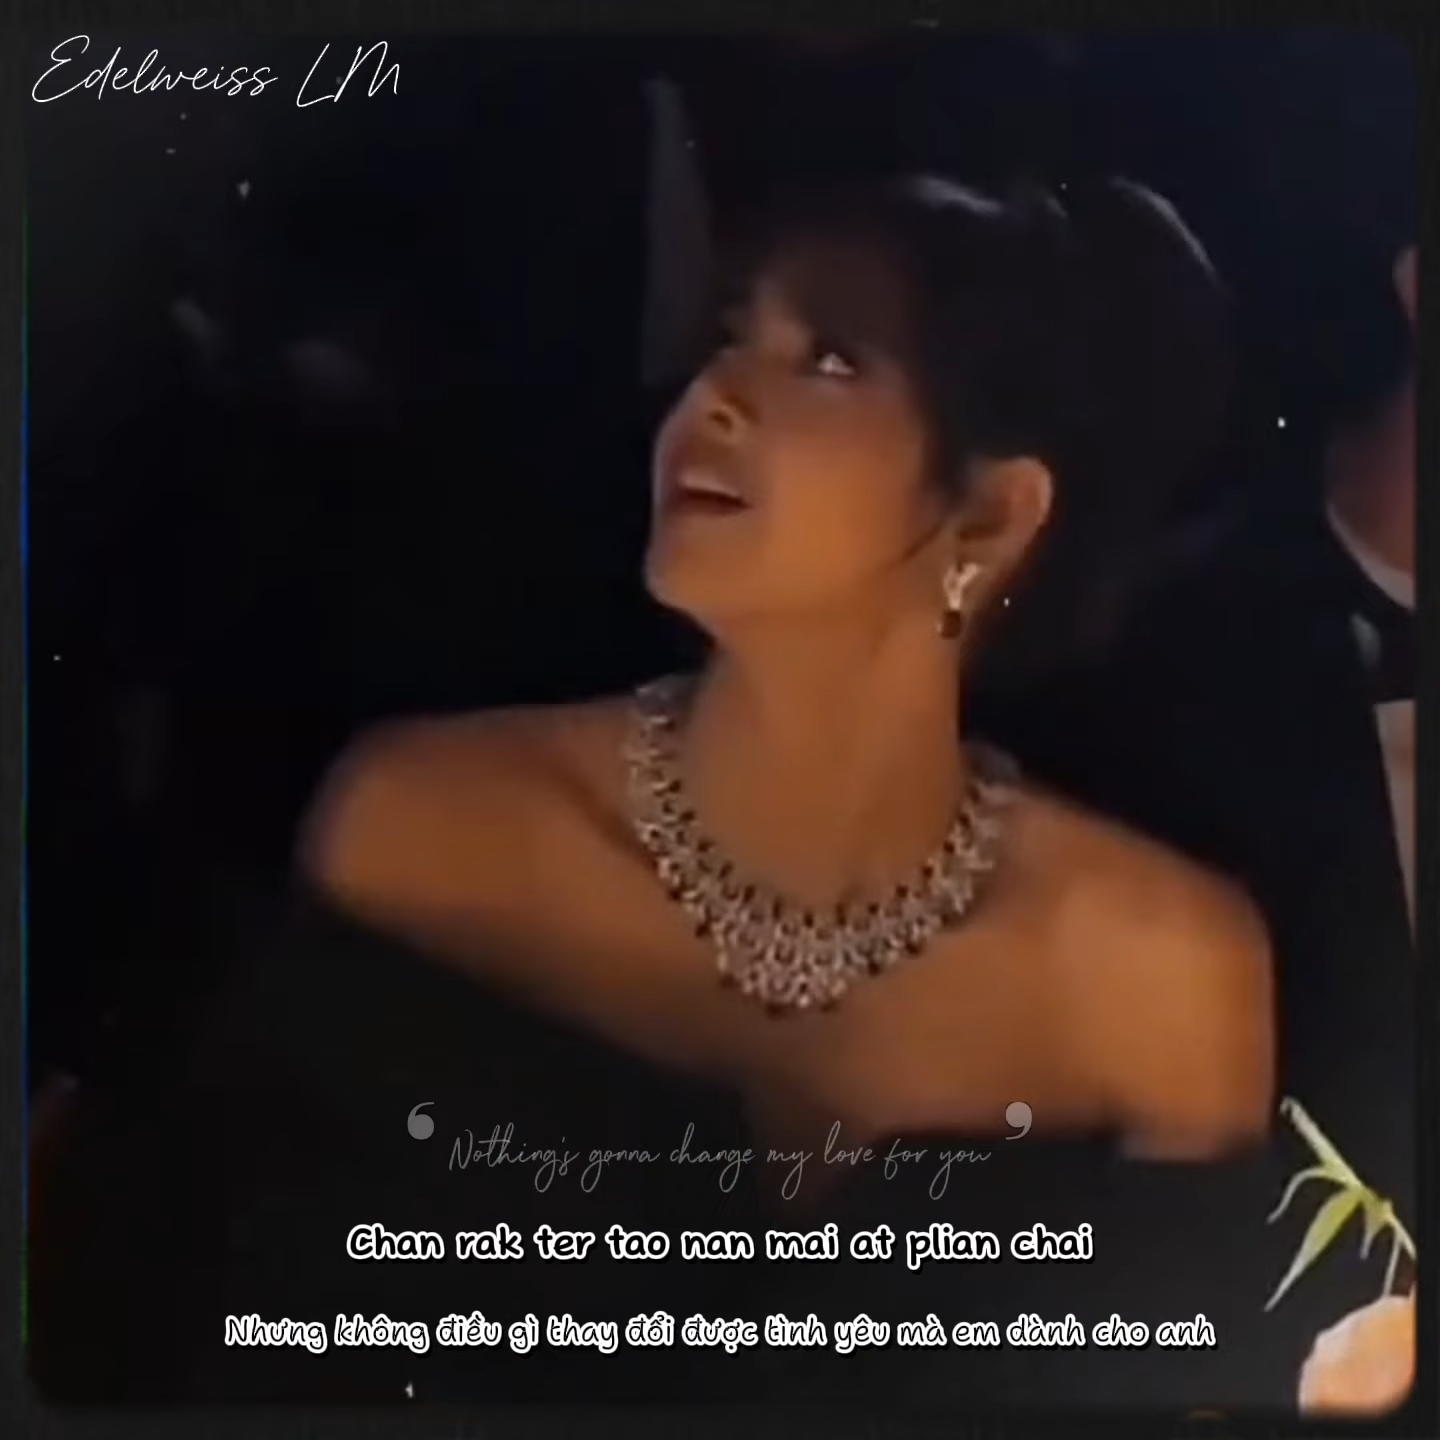 Edelweiss LM
‘ Nothing's gonna change my love for you ’
Chan rak ter tao nan mai at plian chai
Nhưng không điều gì thay đổi được tình yêu mà em dành cho anh